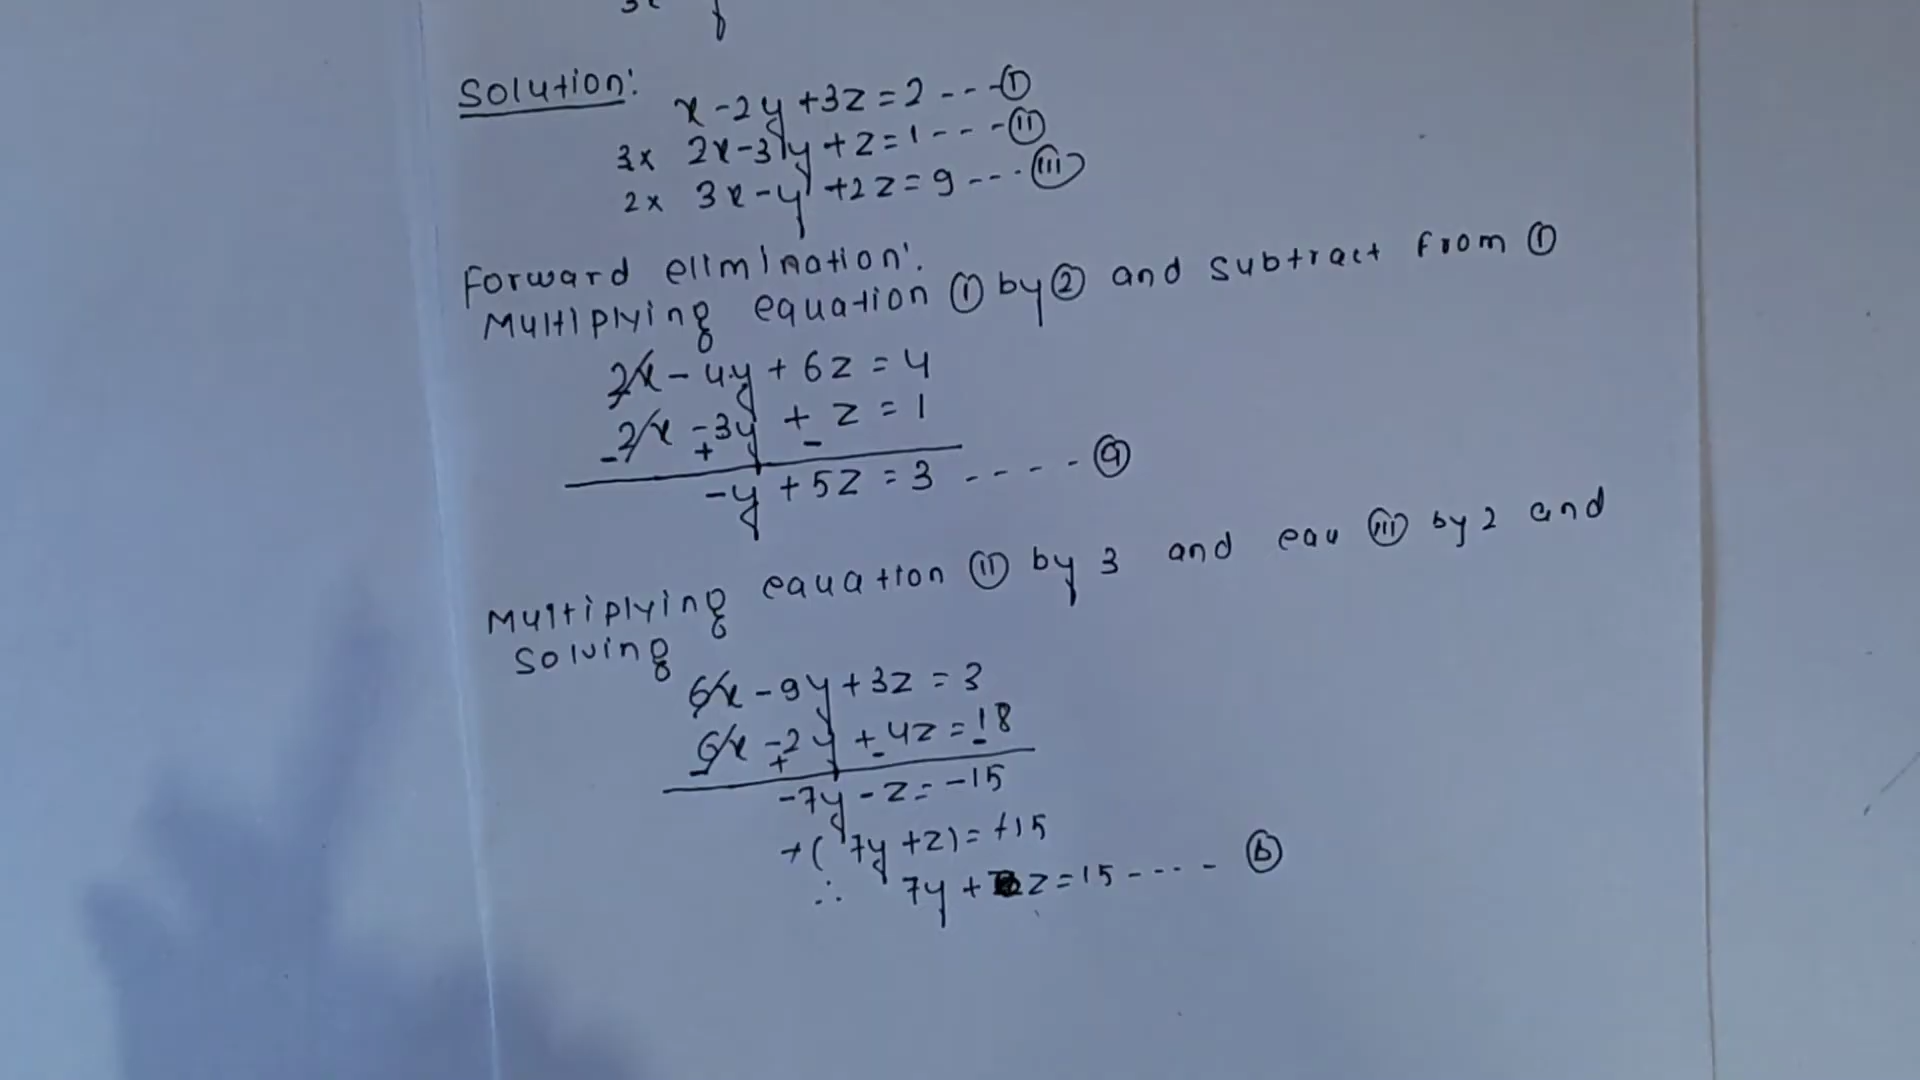 Solution:
x - 2y + 3z = 2 --- (I)
3x 2x - 3y + z = 1 --- (II)
2x 3x - y + 2z = 9 --- (III)
Forward elimination:
Multiplying equation (I) by (2) and subtract from (I)
2x - 4y + 6z = 4
2x - 3y + z = 1
- + -
-y + 5z = 3 ---- (a)
Multiplying equation (II) by 3 and equ (III) by 2 and
solving
6x - 9y + 3z = 3
6x - 2y + 4z = 18
- + - -
-7y - z = -15
+(7y + z) = +15
∴ 7y + z = 15 ---- (b)